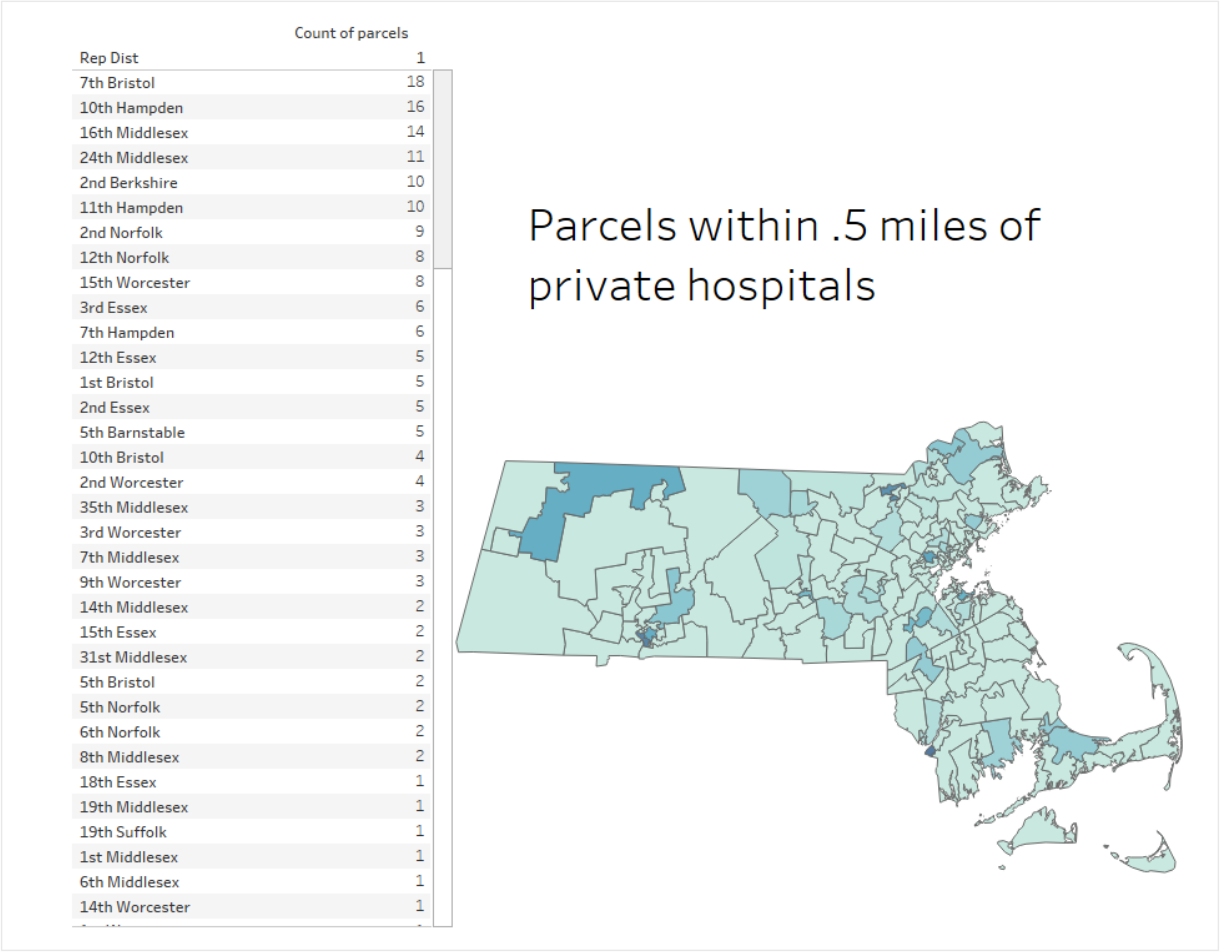 Count of parcels
Rep Dist 1
7th Bristol 18
10th Hampden 16
16th Middlesex 14
24th Middlesex 11
2nd Berkshire 10
11th Hampden 10
2nd Norfolk 9
12th Norfolk 8
15th Worcester 8
3rd Essex 6
7th Hampden 6
12th Essex 5
1st Bristol 5
2nd Essex 5
5th Barnstable 5
10th Bristol 4
2nd Worcester 4
35th Middlesex 3
3rd Worcester 3
7th Middlesex 3
9th Worcester 3
14th Middlesex 2
15th Essex 2
31st Middlesex 2
5th Bristol 2
5th Norfolk 2
6th Norfolk 2
8th Middlesex 2
18th Essex 1
19th Middlesex 1
19th Suffolk 1
1st Middlesex 1
6th Middlesex 1
14th Worcester 1
Parcels within .5 miles of
private hospitals